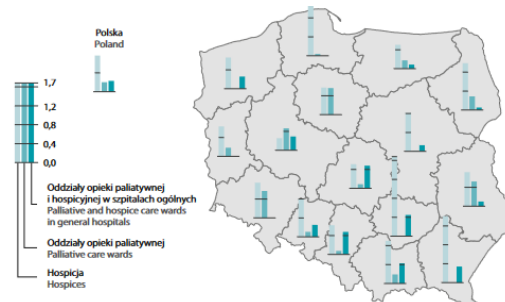 Polska
Poland
1,7
1,2
0,8
0,4
0,0
Oddziały opieki paliatywnej
i hospicyjnej w szpitalach ogólnych
Palliative and hospice care wards
in general hospitals
Oddziały opieki paliatywnej
Palliative care wards
Hospicja
Hospices